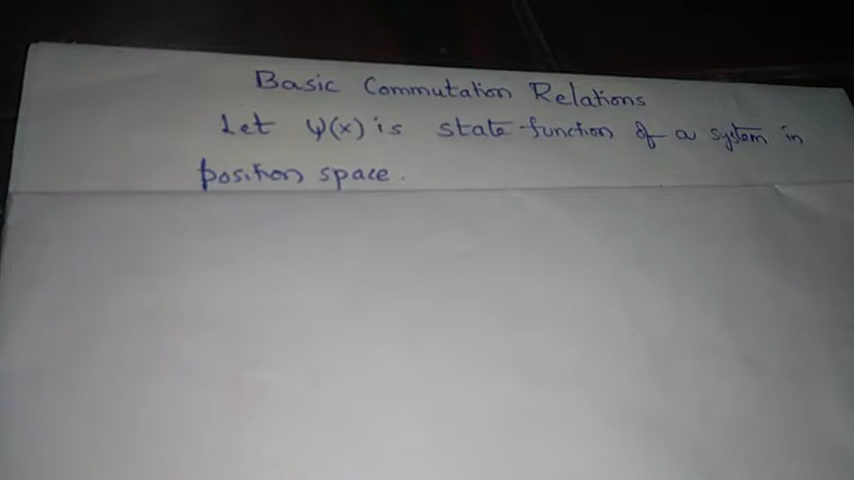 Basic Commutation Relations
Let ψ(x) is state function of a system in
position space.